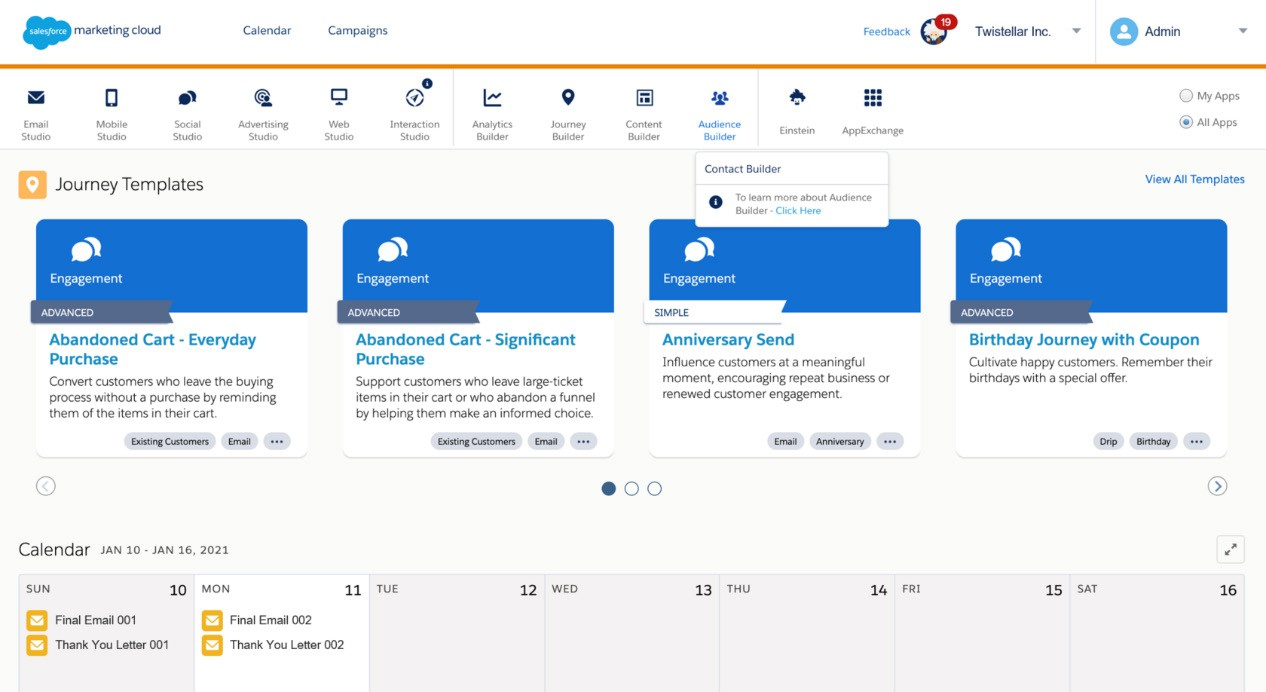 salesforce marketing cloud
Calendar
Campaigns
Feedback
19
Twistellar Inc.
Admin
Email
Studio
Mobile
Studio
Social
Studio
Advertising
Studio
Web
Studio
Interaction
Studio
Analytics
Builder
Journey
Builder
Content
Builder
Audience
Builder
Einstein
AppExchange
My Apps
All Apps
Contact Builder
To learn more about Audience
Builder - Click Here
Journey Templates
View All Templates
Engagement
ADVANCED
Abandoned Cart - Everyday
Purchase
Convert customers who leave the buying
process without a purchase by reminding
them of the items in their cart.
Existing Customers
Email
•••
Engagement
ADVANCED
Abandoned Cart - Significant
Purchase
Support customers who leave large-ticket
items in their cart or who abandon a funnel
by helping them make an informed choice.
Existing Customers
Email
•••
Engagement
SIMPLE
Anniversary Send
Influence customers at a meaningful
moment, encouraging repeat business or
renewed customer engagement.
Email
Anniversary
•••
Engagement
ADVANCED
Birthday Journey with Coupon
Cultivate happy customers. Remember their
birthdays with a special offer.
Drip
Birthday
•••
Calendar JAN 10 - JAN 16, 2021
SUN 10
Final Email 001
Thank You Letter 001
MON 11
Final Email 002
Thank You Letter 002
TUE 12
WED 13
THU 14
FRI 15
SAT 16